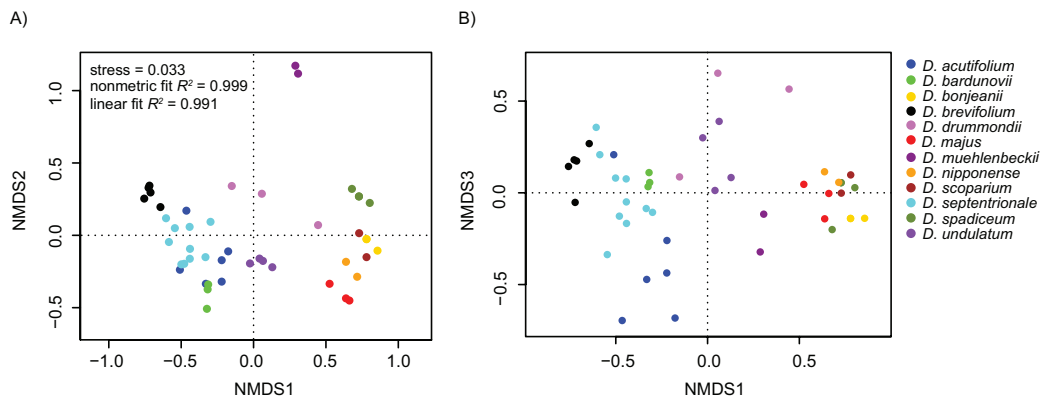 A)
stress = 0.033
nonmetric fit R² = 0.999
linear fit R² = 0.991
NMDS2
1.0
0.5
0.0
−0.5
−1.0 −0.5 0.0 0.5 1.0
NMDS1
B)
NMDS3
0.5
0.0
−0.5
−0.5 0.0 0.5
NMDS1
D. acutifolium
D. bardunovii
D. bonjeanii
D. brevifolium
D. drummondii
D. majus
D. muehlenbeckii
D. nipponense
D. scoparium
D. septentrionale
D. spadiceum
D. undulatum